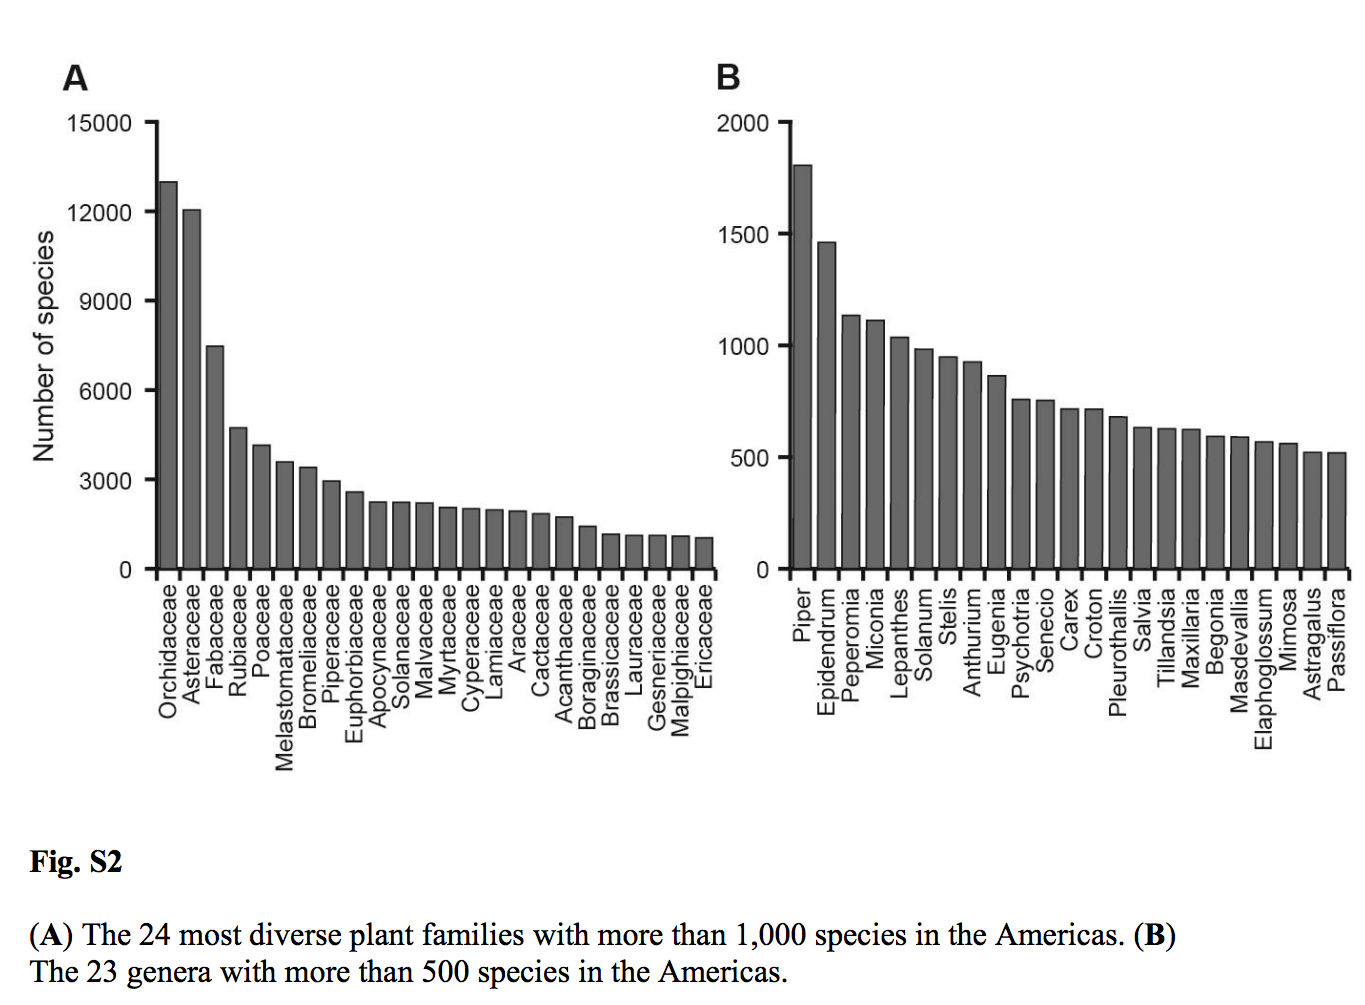 A
B
15000
12000
9000
6000
3000
0
Number of species
Orchidaceae
Asteraceae
Fabaceae
Rubiaceae
Poaceae
Melastomataceae
Bromeliaceae
Piperaceae
Euphorbiaceae
Apocynaceae
Solanaceae
Malvaceae
Myrtaceae
Cyperaceae
Lamiaceae
Araceae
Cactaceae
Acanthaceae
Boraginaceae
Brassicaceae
Lauraceae
Gesneriaceae
Malpighiaceae
Ericaceae
2000
1500
1000
500
0
Piper
Epidendrum
Peperomia
Miconia
Lepanthes
Solanum
Stelis
Anthurium
Eugenia
Psychotria
Senecio
Carex
Croton
Pleurothallis
Salvia
Tillandsia
Maxillaria
Begonia
Masdevallia
Elaphoglossum
Mimosa
Astragalus
Passiflora
Fig. S2
(A) The 24 most diverse plant families with more than 1,000 species in the Americas. (B)
The 23 genera with more than 500 species in the Americas.